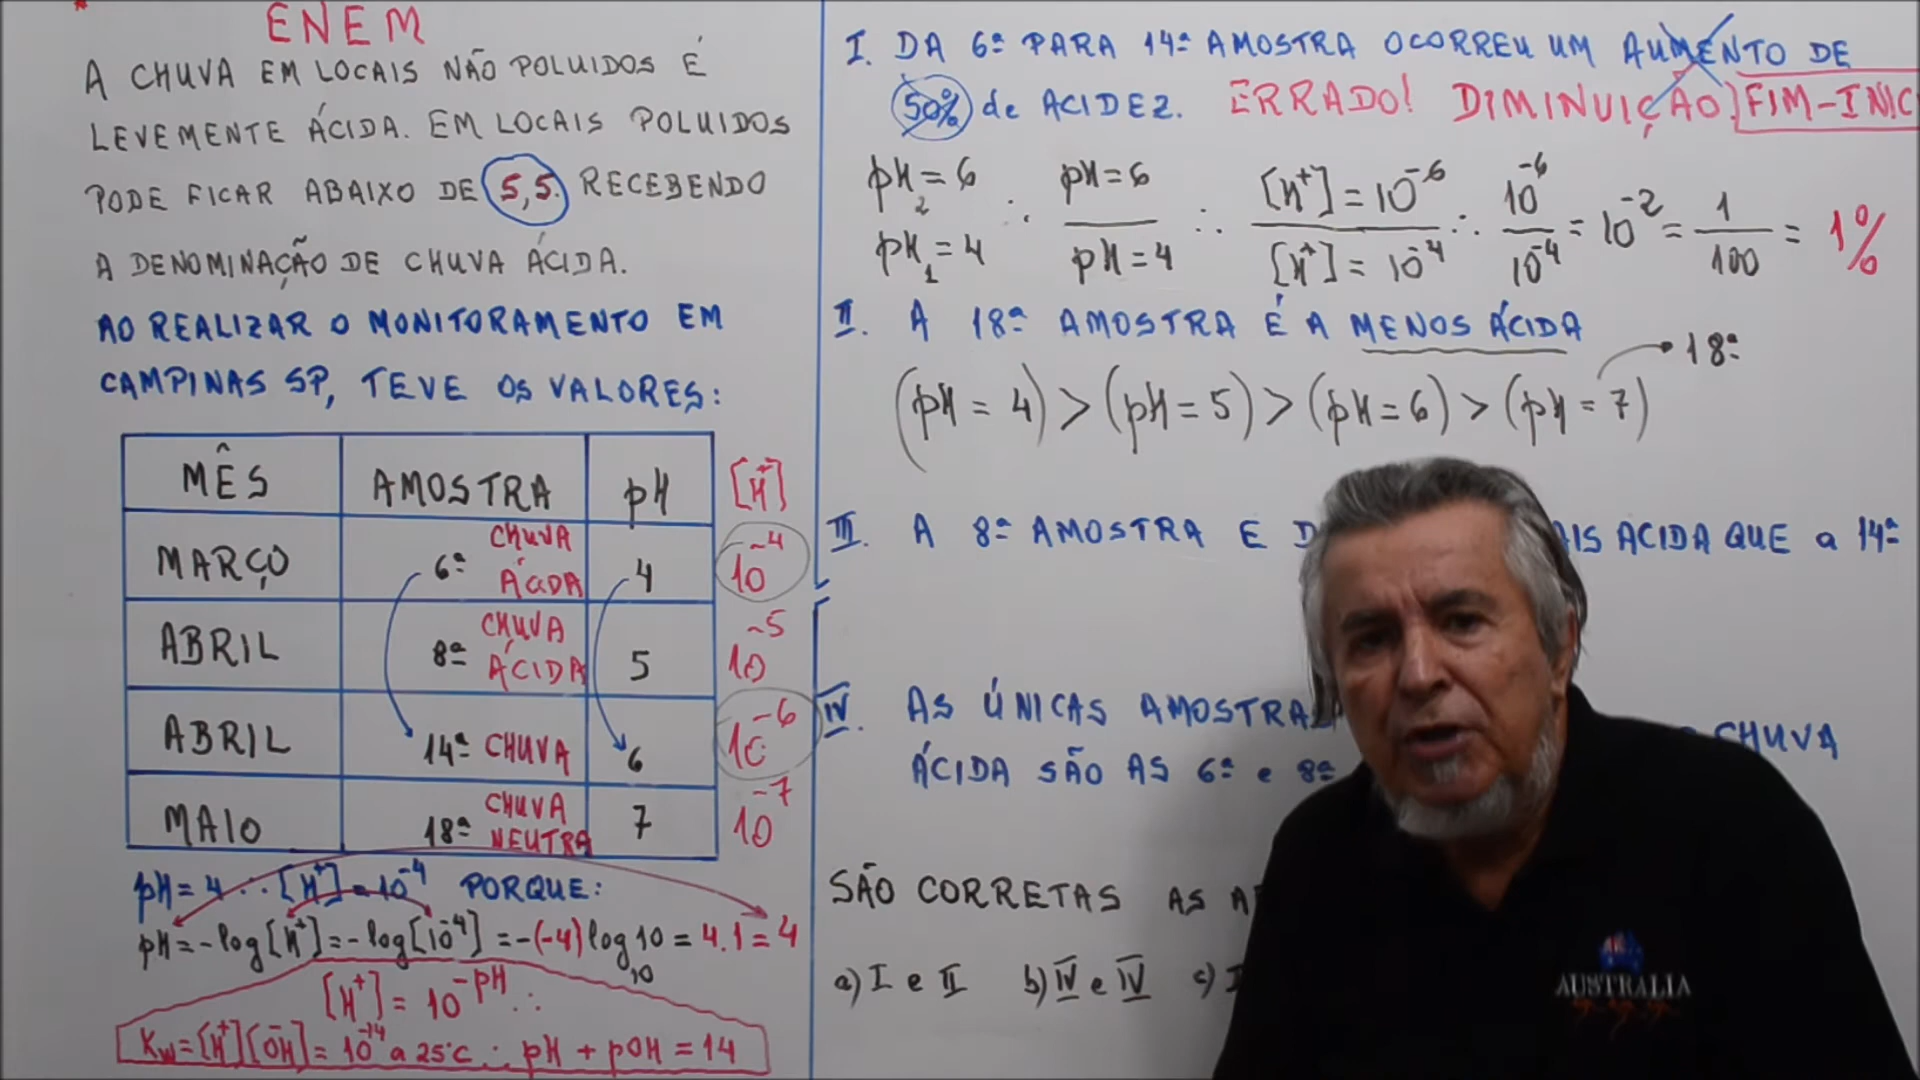 ENEM
A CHUVA EM LOCAIS NÃO POLUIDOS É
LEVEMENTE ÁCIDA. EM LOCAIS POLUIDOS
PODE FICAR ABAIXO DE 5,5. RECEBENDO
A DENOMINAÇÃO DE CHUVA ÁCIDA.
AO REALIZAR O MONITORAMENTO EM
CAMPINAS SP, TEVE OS VALORES:
MÊS AMOSTRA pH [H⁺]
MARÇO 6ª CHUVA ÁCIDA 4 10⁻⁴
ABRIL 8ª CHUVA ÁCIDA 5 10⁻⁵
ABRIL 14ª CHUVA 6 10⁻⁶
MAIO 18ª CHUVA NEUTRA 7 10⁻⁷
pH = 4 ∴ [H⁺] = 10⁻⁴ PORQUE:
pH = -log[H⁺] = -log[10⁻⁴] = -(-4) log₁₀ 10 = 4.1 = 4
[H⁺] = 10⁻ᵖᴴ ∴
Kw = [H⁺][OH⁻] = 10⁻¹⁴ a 25°C ∴ pH + pOH = 14
I. DA 6ª PARA 14ª AMOSTRA OCORREU UM AUMENTO DE
50% de ACIDEZ. ERRADO! DIMINUIÇÃO. FIM-INIC
pH₂ = 6 ∴ pH = 6 ∴ [H⁺] = 10⁻⁶ ∴ 10⁻⁶ = 10⁻² = 1 = 1%
pH₁ = 4 pH = 4 [H⁺] = 10⁻⁴ 10⁻⁴ 100
II. A 18ª AMOSTRA É A MENOS ÁCIDA
(pH = 4) > (pH = 5) > (pH = 6) > (pH = 7) → 18ª
III. A 8ª AMOSTRA E ACIDA QUE a 14ª
IV. AS ÚNICAS CHUVA
ÁCIDA SÃO AS 6ª e 8ª
SÃO CORRETAS AS
a) I e II b) IV e IV c)
AUSTRALIA